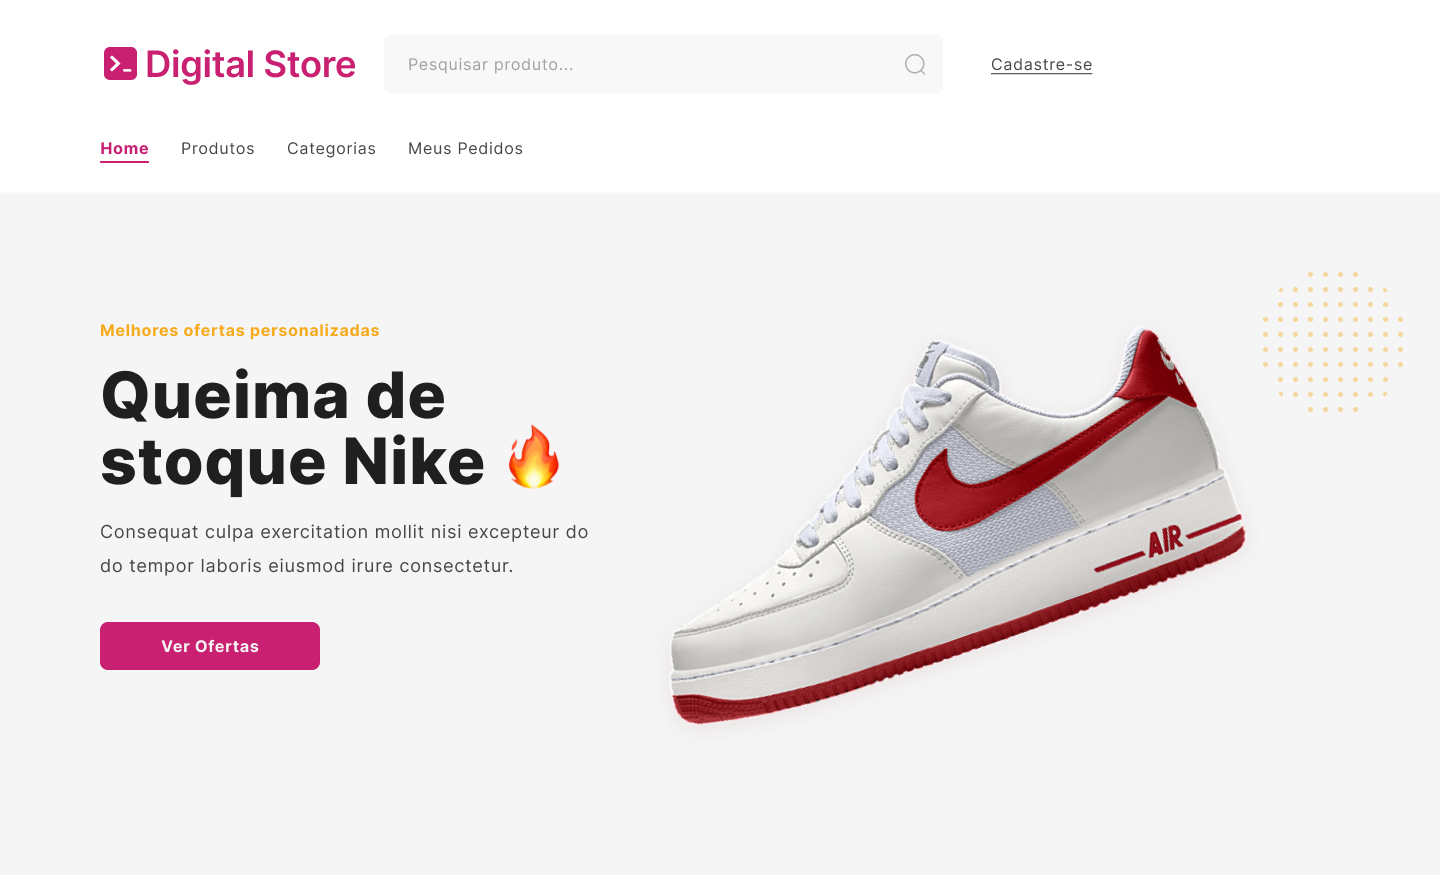 Digital Store
Pesquisar produto...
Cadastre-se
Home Produtos Categorias Meus Pedidos
Melhores ofertas personalizadas
Queima de
stoque Nike 🔥
Consequat culpa exercitation mollit nisi excepteur do
do tempor laboris eiusmod irure consectetur.
Ver Ofertas
AIR